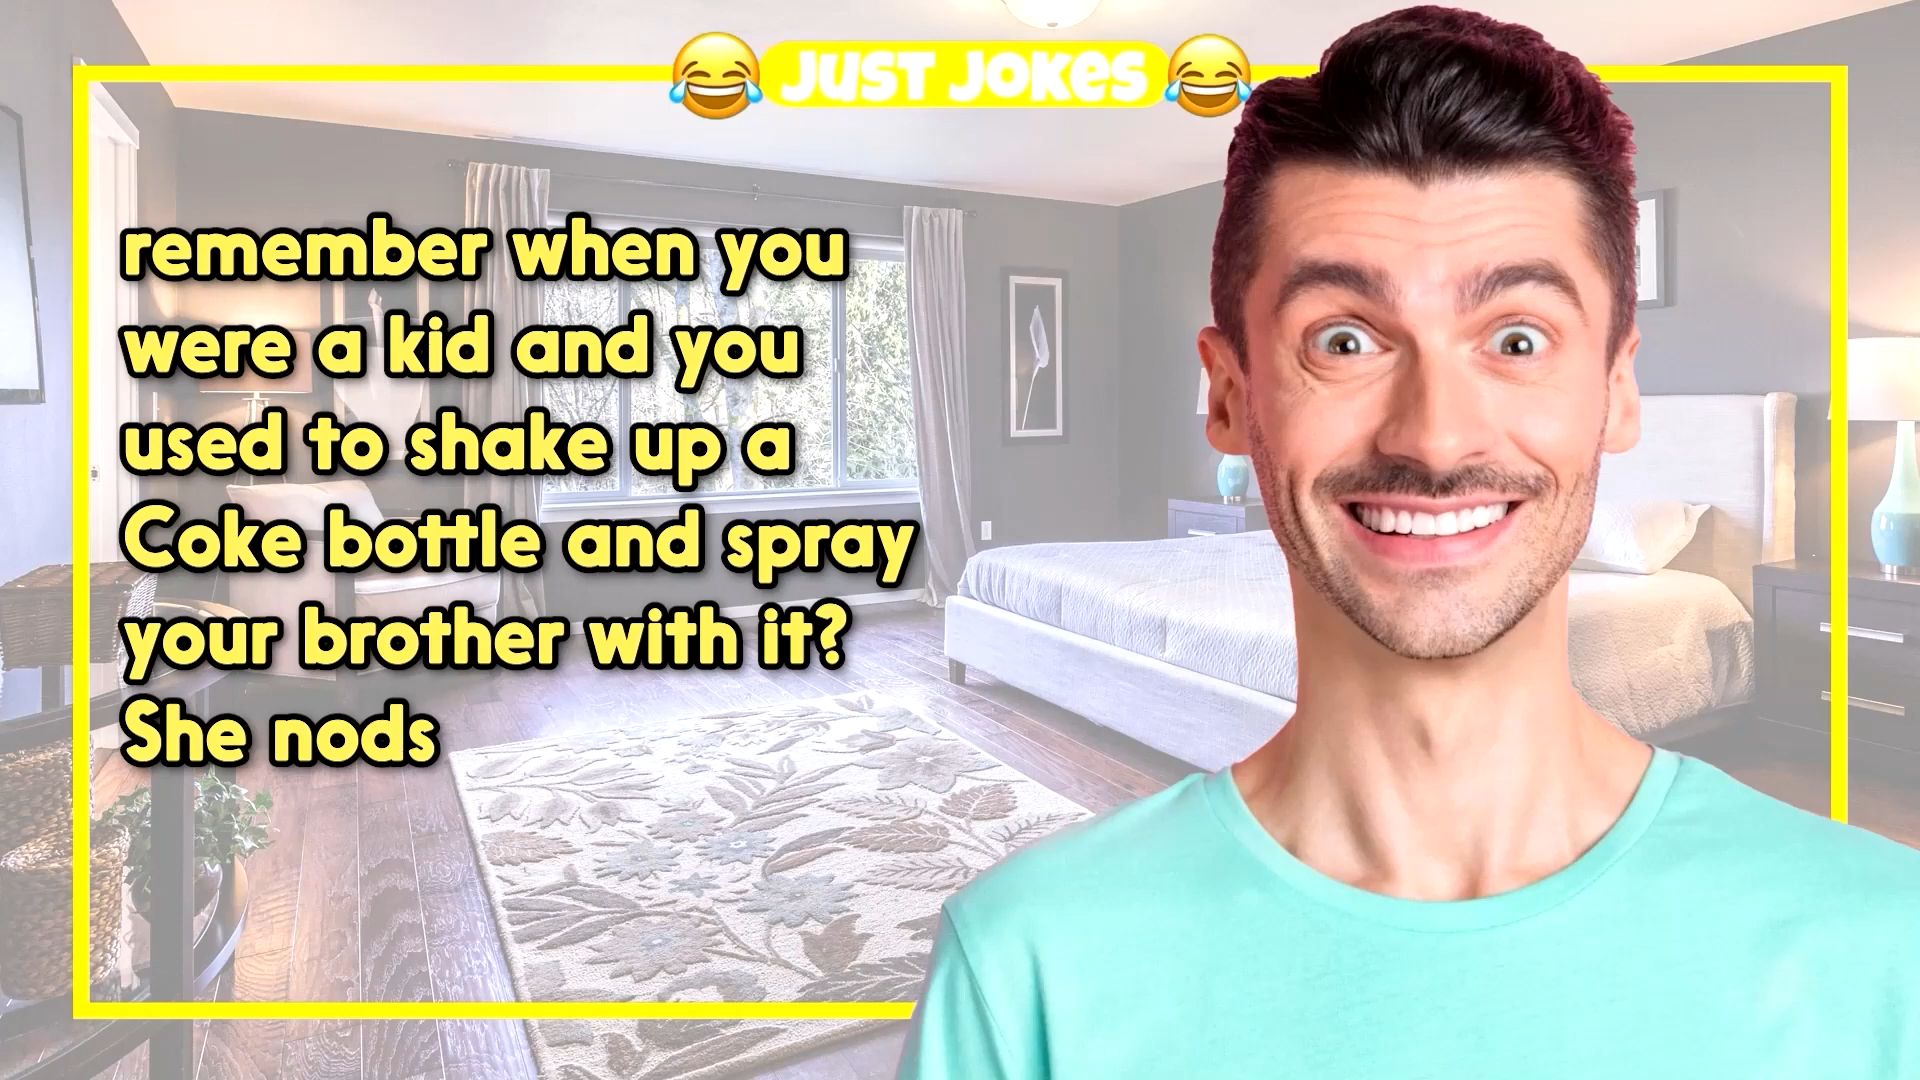 JUST JOKES
remember when you
were a kid and you
used to shake up a
Coke bottle and spray
your brother with it?
She nods